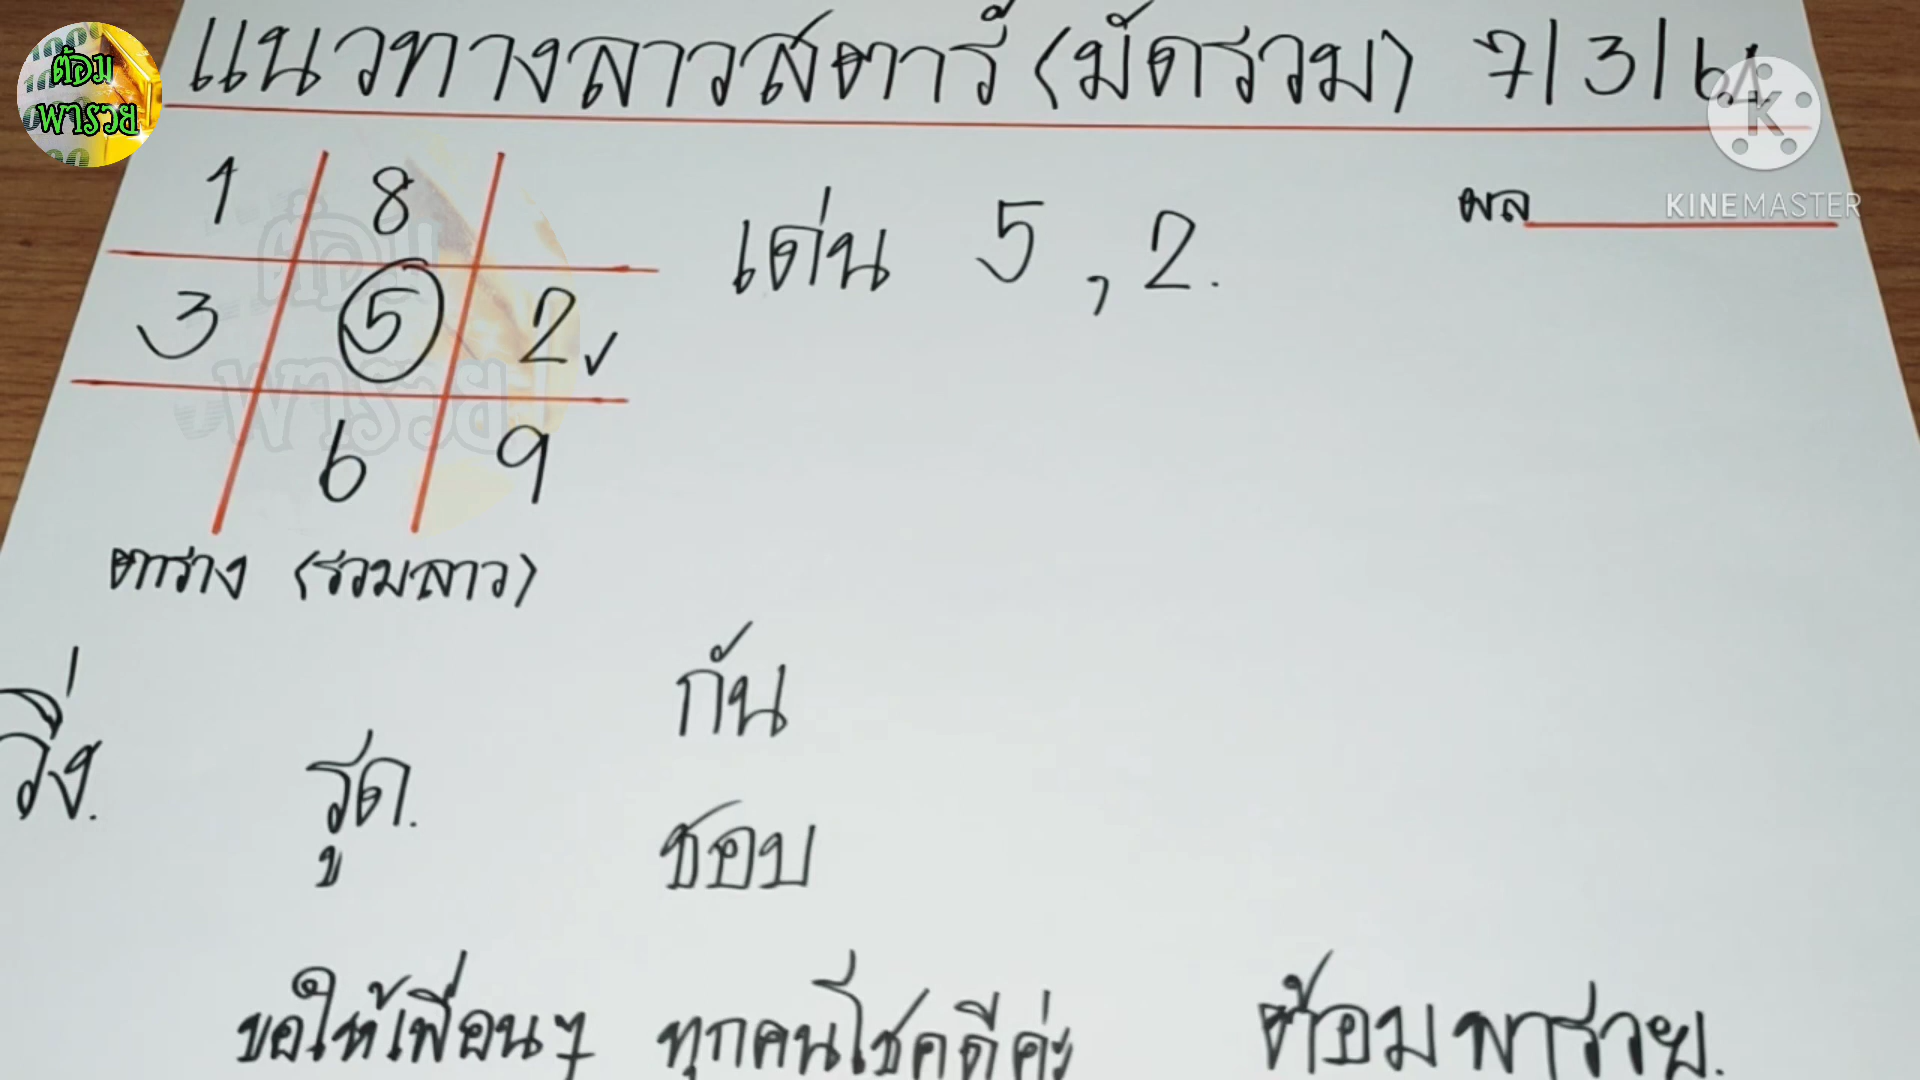 ต้อม
พารวย
แนวทางลาวสตาร์ (มัดรวม) 7/3/64
KINEMASTER
ผล
1 8
3 5 2 ✓
6 9
เด่น 5 , 2.
ตาราง (รวมลาว)
วิ่ง. รูด. กัน
ชอบ
ขอให้เพื่อนๆ ทุกคนโชคดีค่ะ ต้อมพารวย.